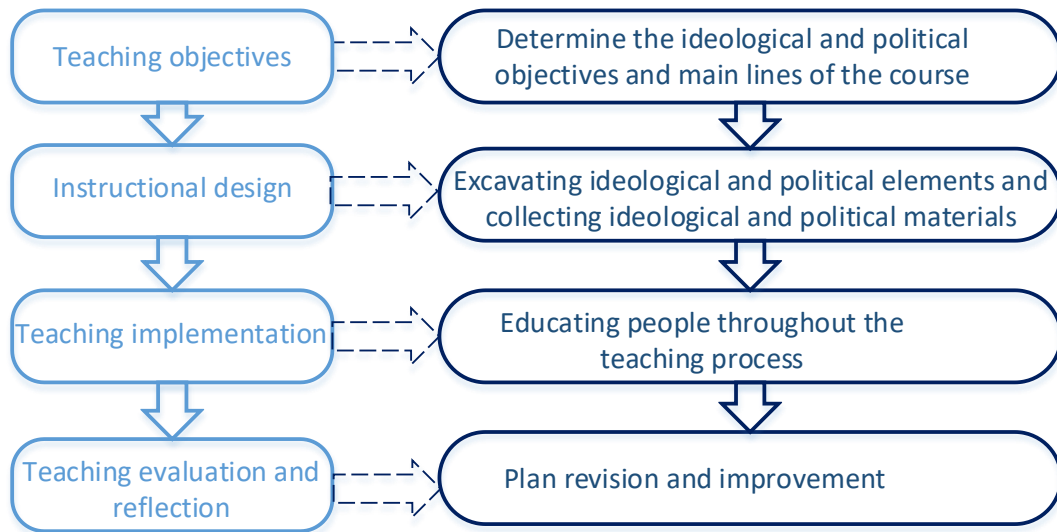 Teaching objectives
Determine the ideological and political
objectives and main lines of the course
Instructional design
Excavating ideological and political elements and
collecting ideological and political materials
Teaching implementation
Educating people throughout the
teaching process
Teaching evaluation and
reflection
Plan revision and improvement